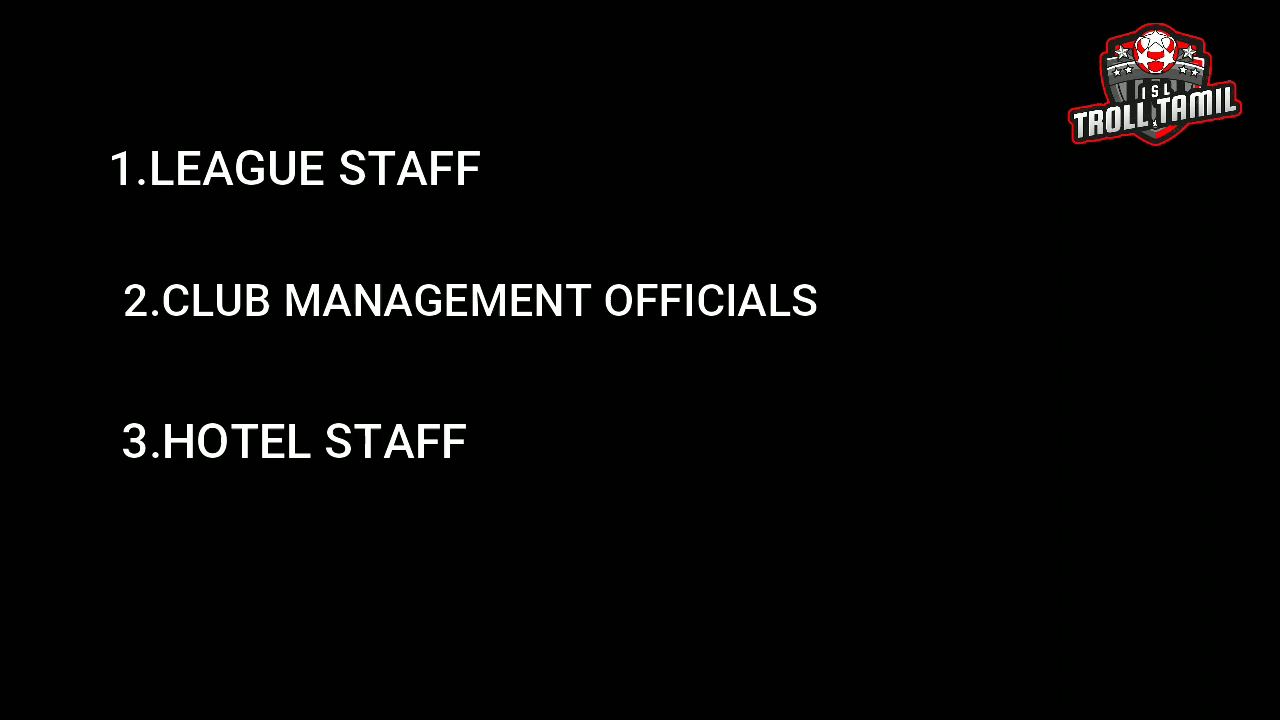 ISL
TROLL TAMIL
1.LEAGUE STAFF
2.CLUB MANAGEMENT OFFICIALS
3.HOTEL STAFF